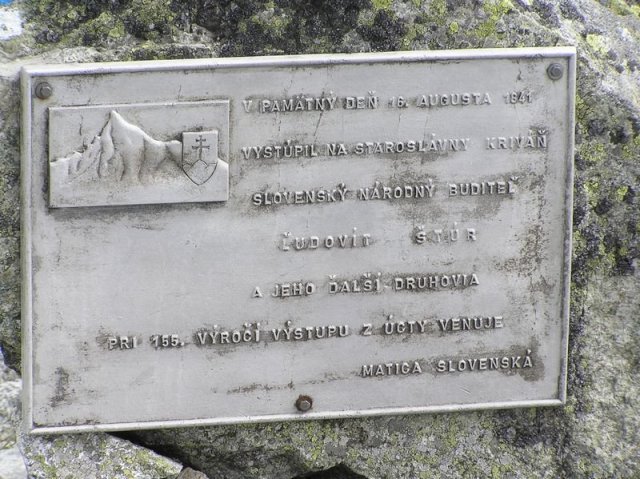 V PAMÄTNÝ DEŇ 16. AUGUSTA 1841
VYSTÚPIL NA STAROSLÁVNY KRIVÁŇ
SLOVENSKÝ NÁRODNÝ BUDITEĽ
ĽUDOVÍT ŠTÚR
A JEHO ĎALŠÍ DRUHOVIA
PRI 155. VÝROČÍ VÝSTUPU Z ÚCTY VENUJE
MATICA SLOVENSKÁ